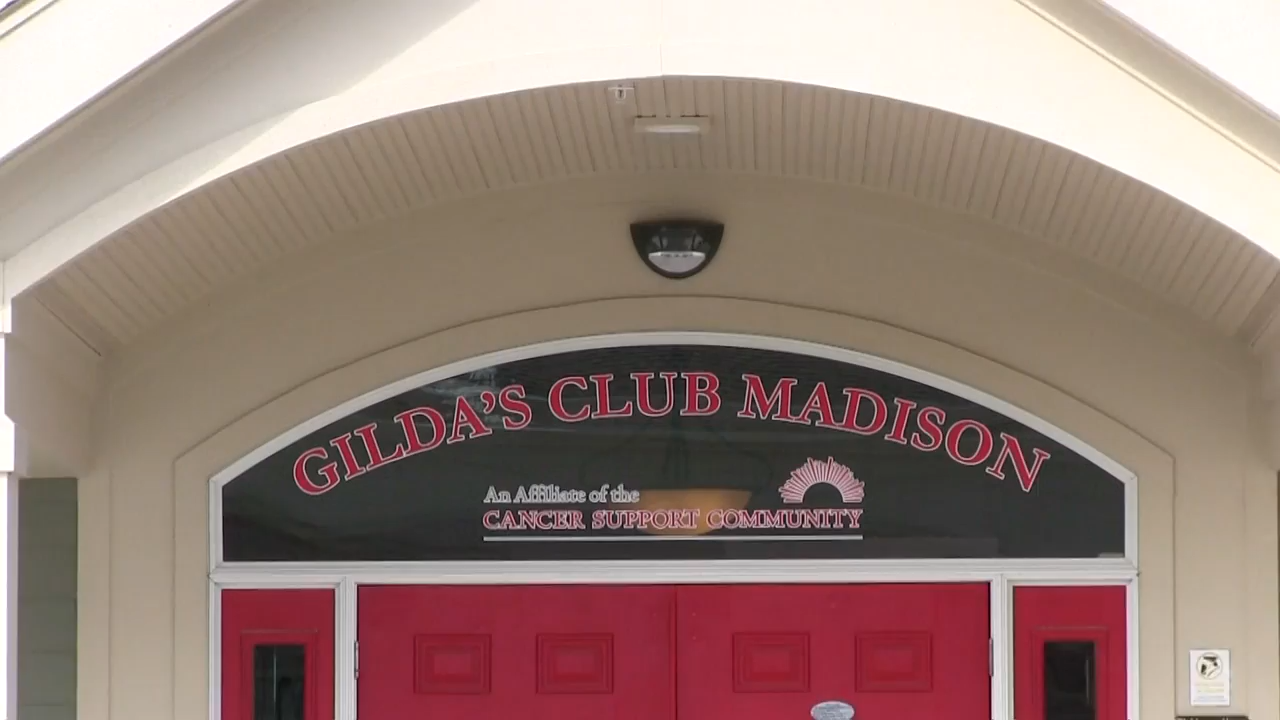 GILDA'S CLUB MADISON
An Affiliate of the
CANCER SUPPORT COMMUNITY